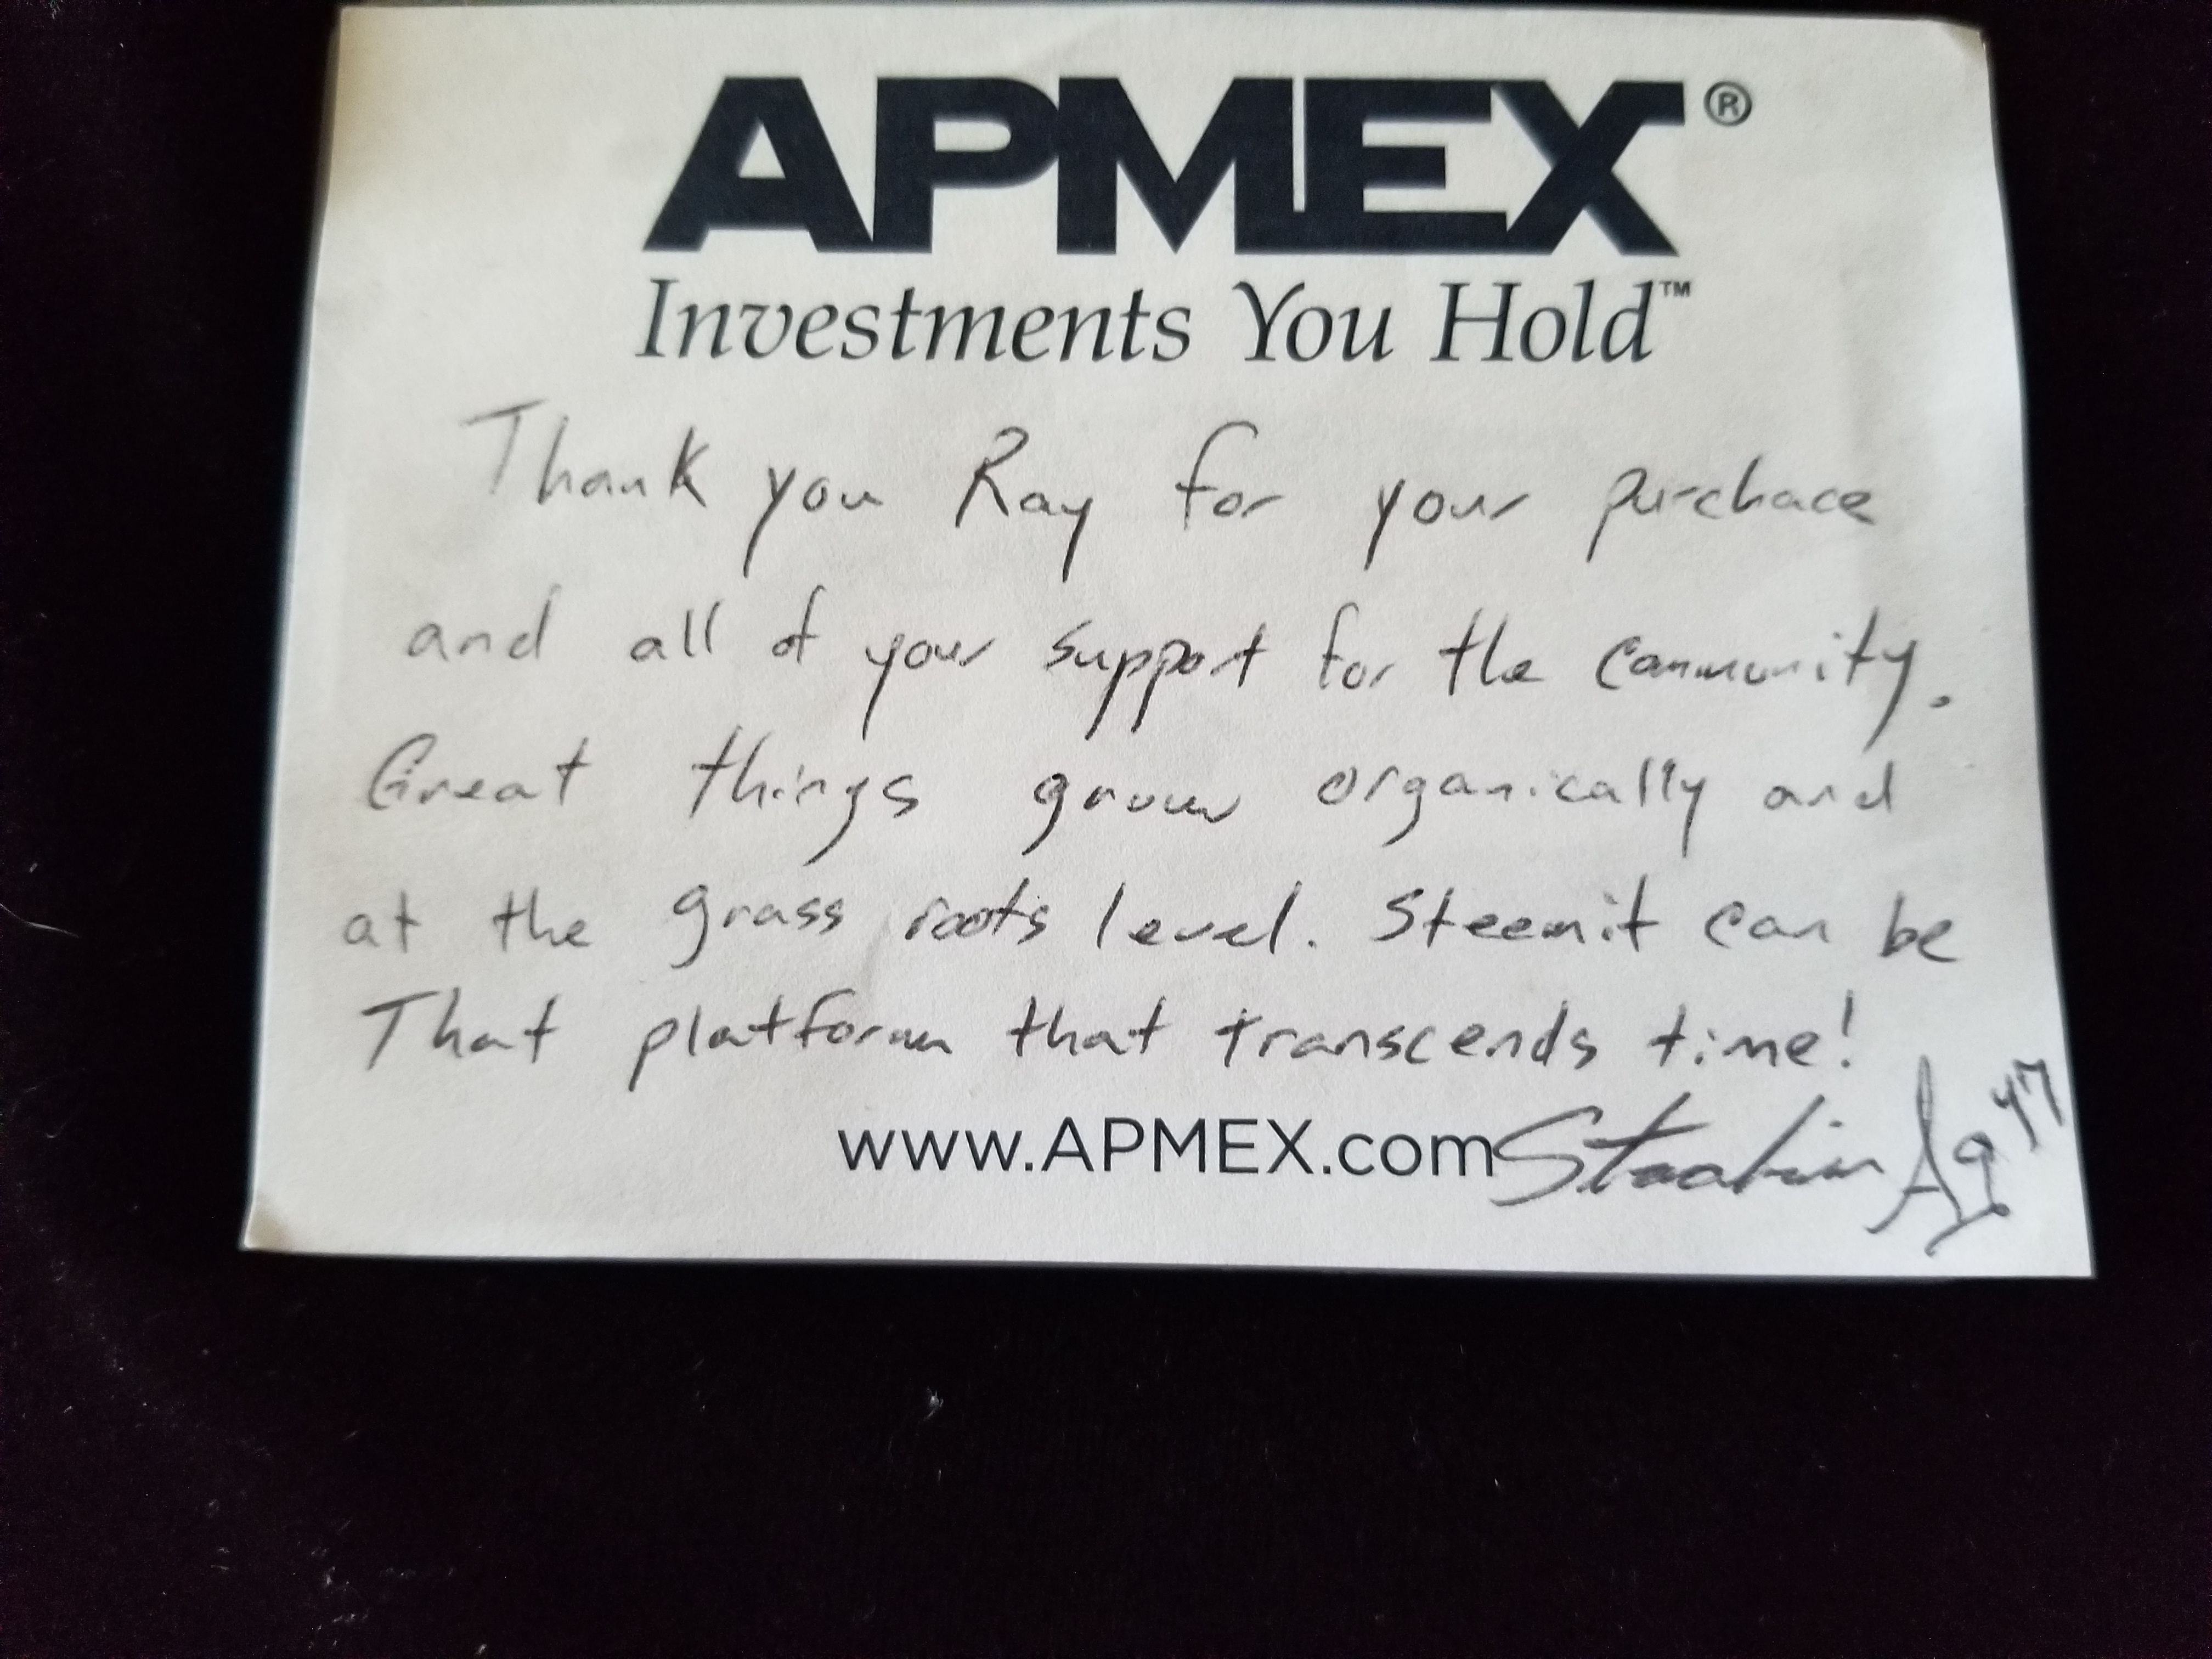 APMEX®
Investments You Hold™
Thank you Ray for your purchace
and all of your support for the community.
Great things grow organically and
at the grass roots level. Steemit can be
That platform that transcends time!
www.APMEX.com Ag 47